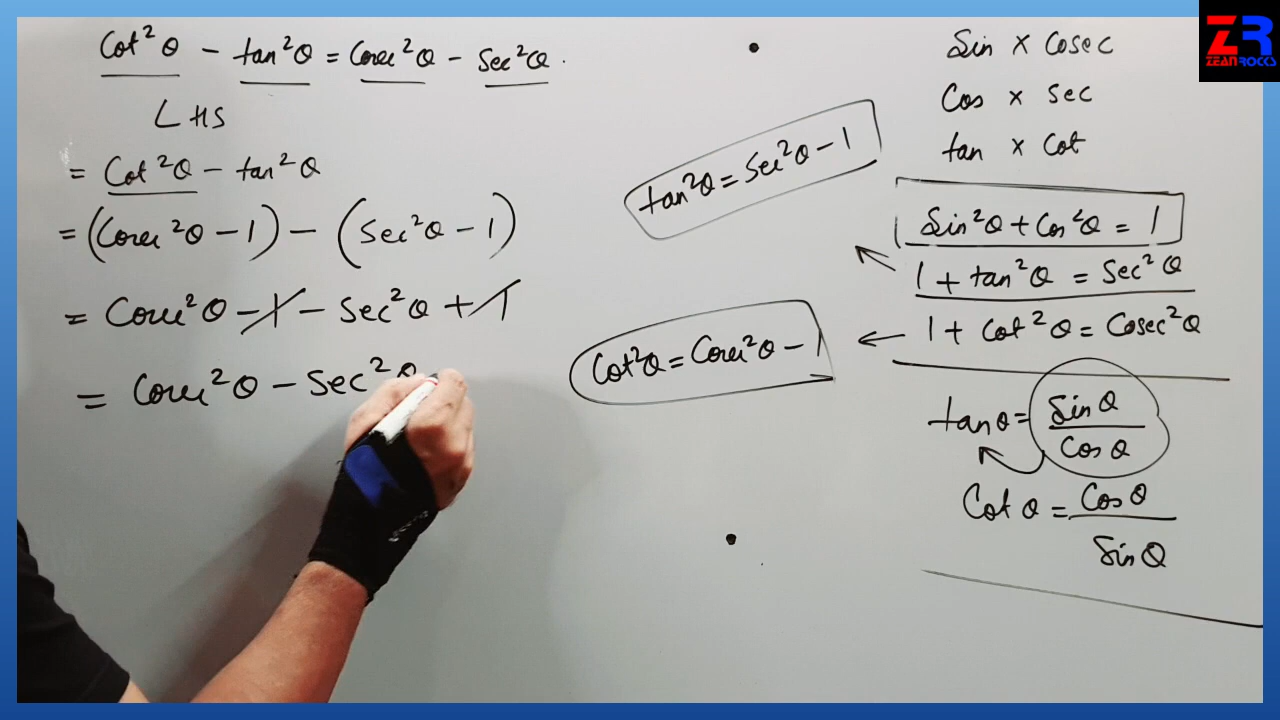 Cot²θ - tan²θ = Cosec²θ - Sec²θ.
LHS
= Cot²θ - tan²θ
= (Cosec²θ - 1) - (Sec²θ - 1)
= Cosec²θ - 1 - Sec²θ + 1
= Cosec²θ - Sec²θ
tan²θ = Sec²θ - 1
Cot²θ = Cosec²θ - 1
Sin × Cosec
Cos × Sec
tan × Cot
Sin²θ + Cos²θ = 1
1 + tan²θ = Sec²θ
1 + Cot²θ = Cosec²θ
tanθ = Sinθ / Cosθ
Cotθ = Cosθ / Sinθ
ZR
ZEANROCKS